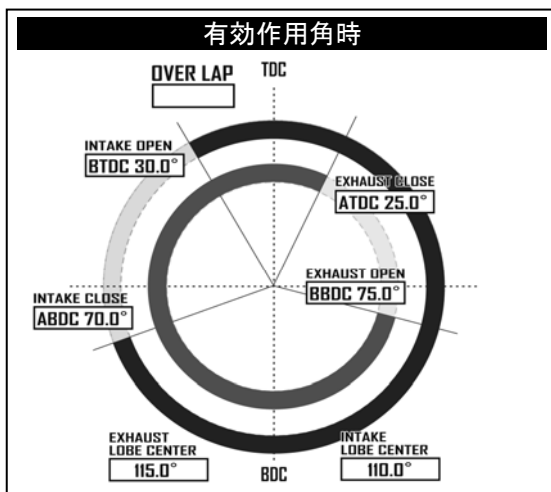 有効作用角時
OVER LAP
TDC
INTAKE OPEN
BTDC 30.0°
EXHAUST CLOSE
ATDC 25.0°
EXHAUST OPEN
BBDC 75.0°
INTAKE CLOSE
ABDC 70.0°
EXHAUST
LOBE CENTER
115.0°
BDC
INTAKE
LOBE CENTER
110.0°